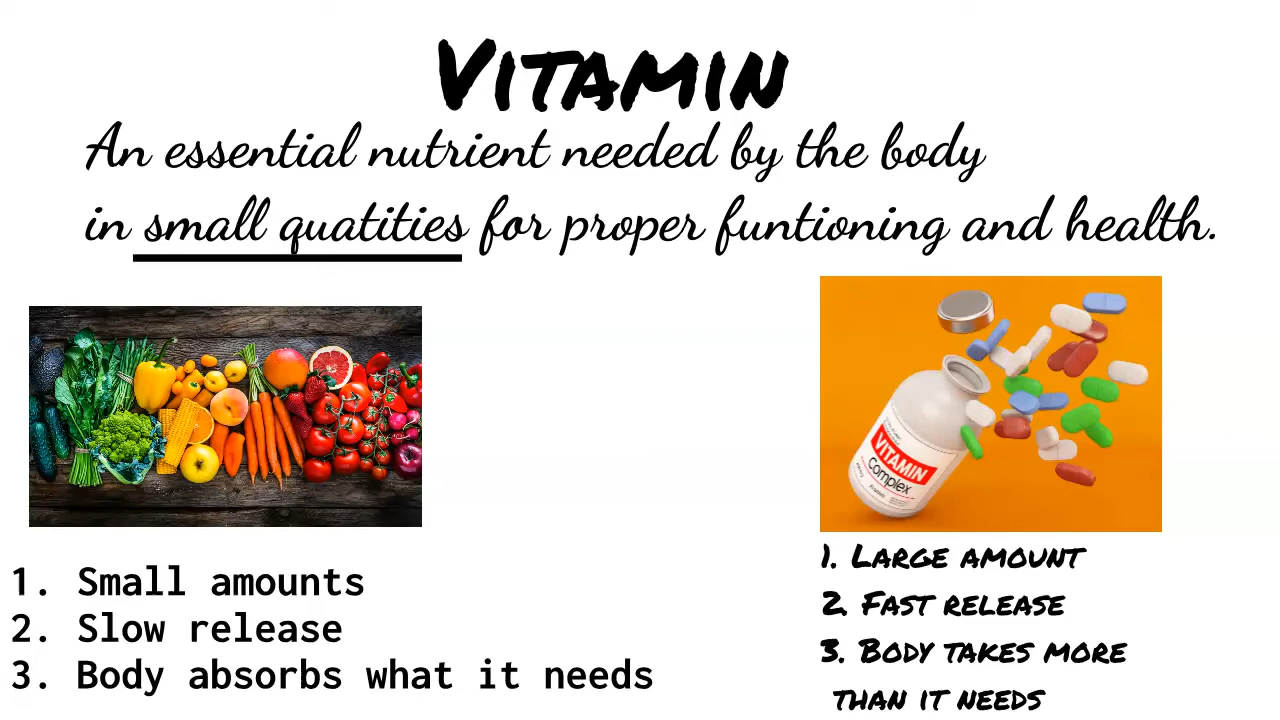 VITAMIN
An essential nutrient needed by the body
in small quatities for proper funtioning and health.
VITAMIN
Complex
1. Small amounts
2. Slow release
3. Body absorbs what it needs
1. LARGE AMOUNT
2. FAST RELEASE
3. BODY TAKES MORE
THAN IT NEEDS